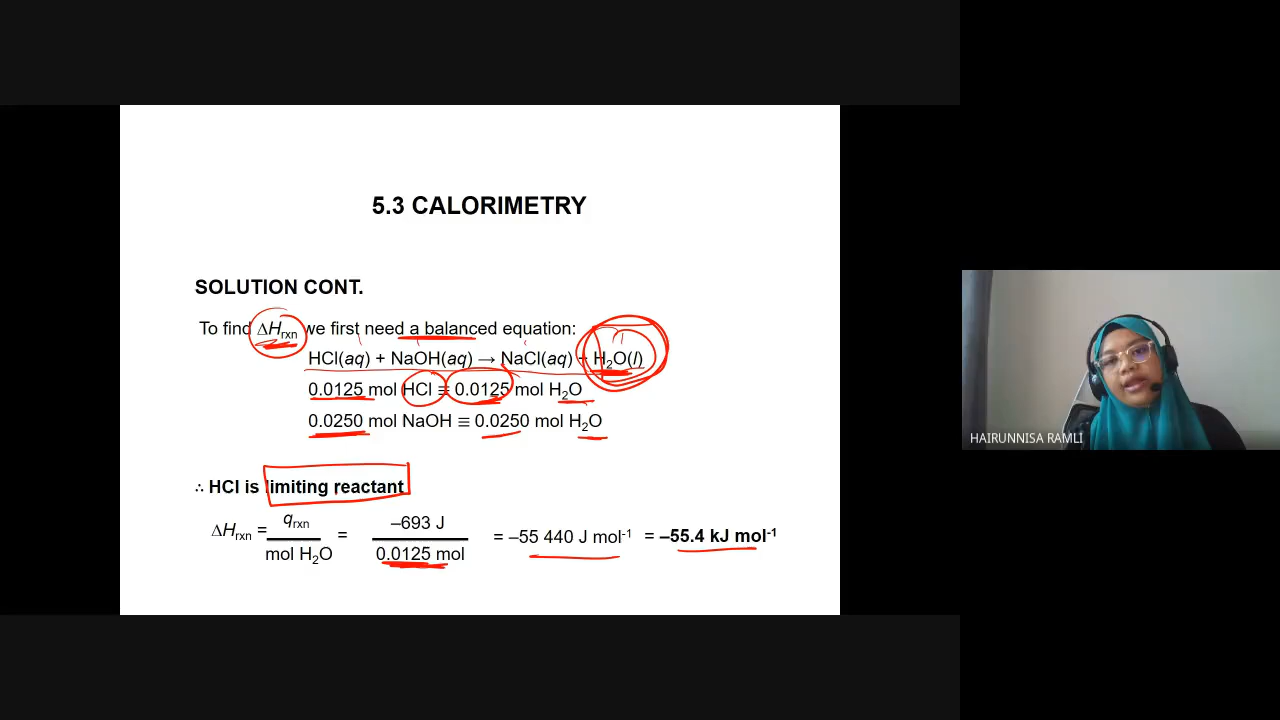 5.3 CALORIMETRY
SOLUTION CONT.
To find ΔHrxn we first need a balanced equation:
HCl(aq) + NaOH(aq) → NaCl(aq) + H₂O(l)
0.0125 mol HCl ≡ 0.0125 mol H₂O
0.0250 mol NaOH ≡ 0.0250 mol H₂O
∴ HCl is limiting reactant
ΔHrxn = qrxn / mol H₂O = –693 J / 0.0125 mol = –55 440 J mol⁻¹ = –55.4 kJ mol⁻¹
HAIRUNNISA RAMLI